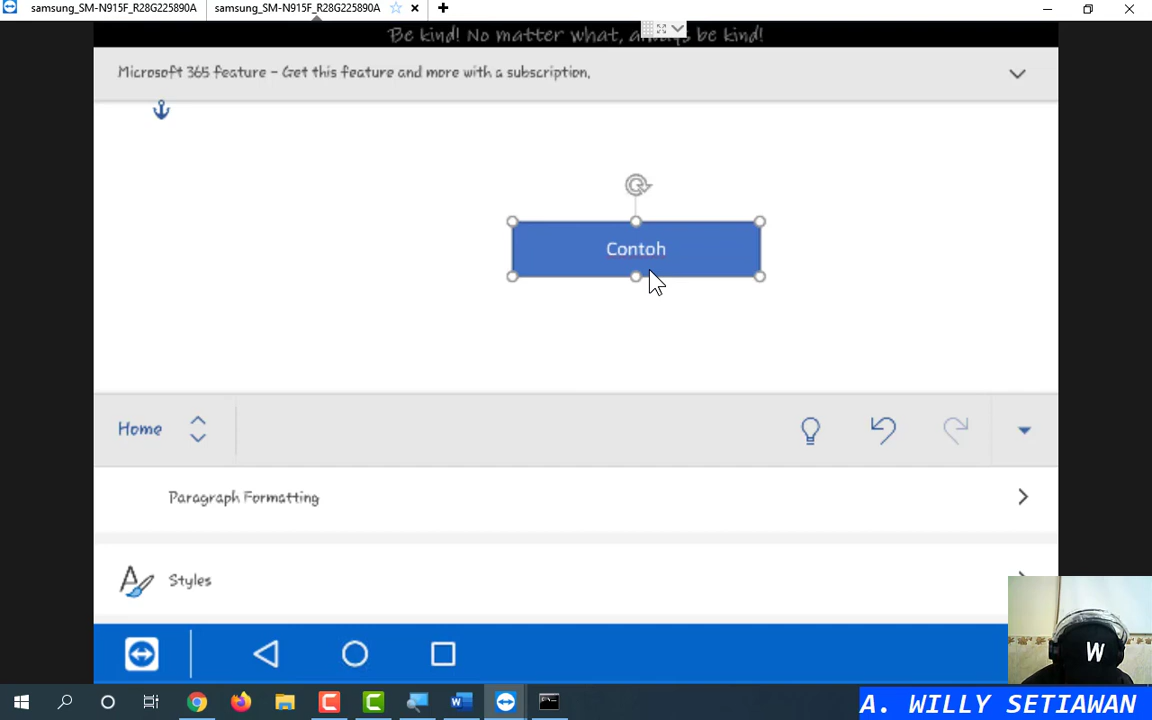 samsung_SM-N915F_R28G225890A
samsung_SM-N915F_R28G225890A
Be kind! No matter what, always be kind!
Microsoft 365 feature - Get this feature and more with a subscription.
Contoh
Home
Paragraph Formatting
Styles
W
A. WILLY SETIAWAN